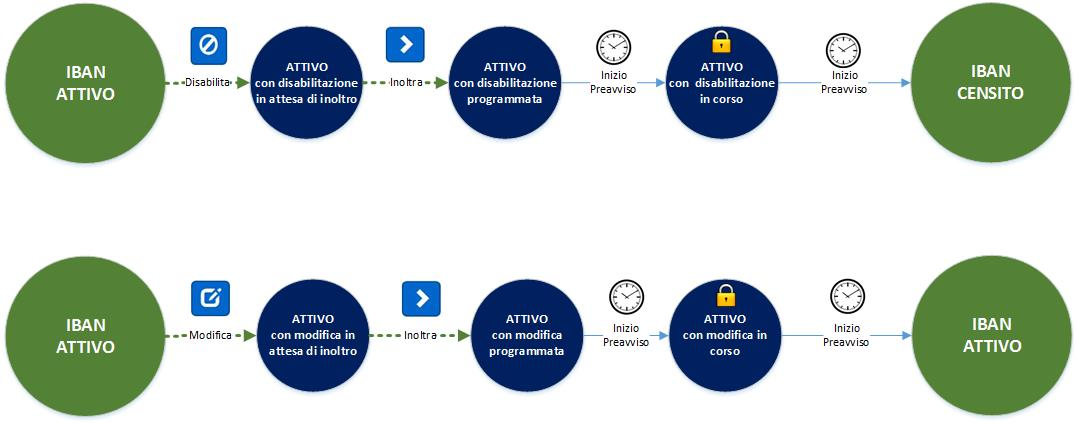 IBAN
ATTIVO
Disabilita
ATTIVO
con disabilitazione
in attesa di inoltro
Inoltra
ATTIVO
con disabilitazione
programmata
Inizio
Preavviso
ATTIVO
con disabilitazione
in corso
Inizio
Preavviso
IBAN
CENSITO
IBAN
ATTIVO
Modifica
ATTIVO
con modifica in
attesa di inoltro
Inoltra
ATTIVO
con modifica
programmata
Inizio
Preavviso
ATTIVO
con modifica in
corso
Inizio
Preavviso
IBAN
ATTIVO